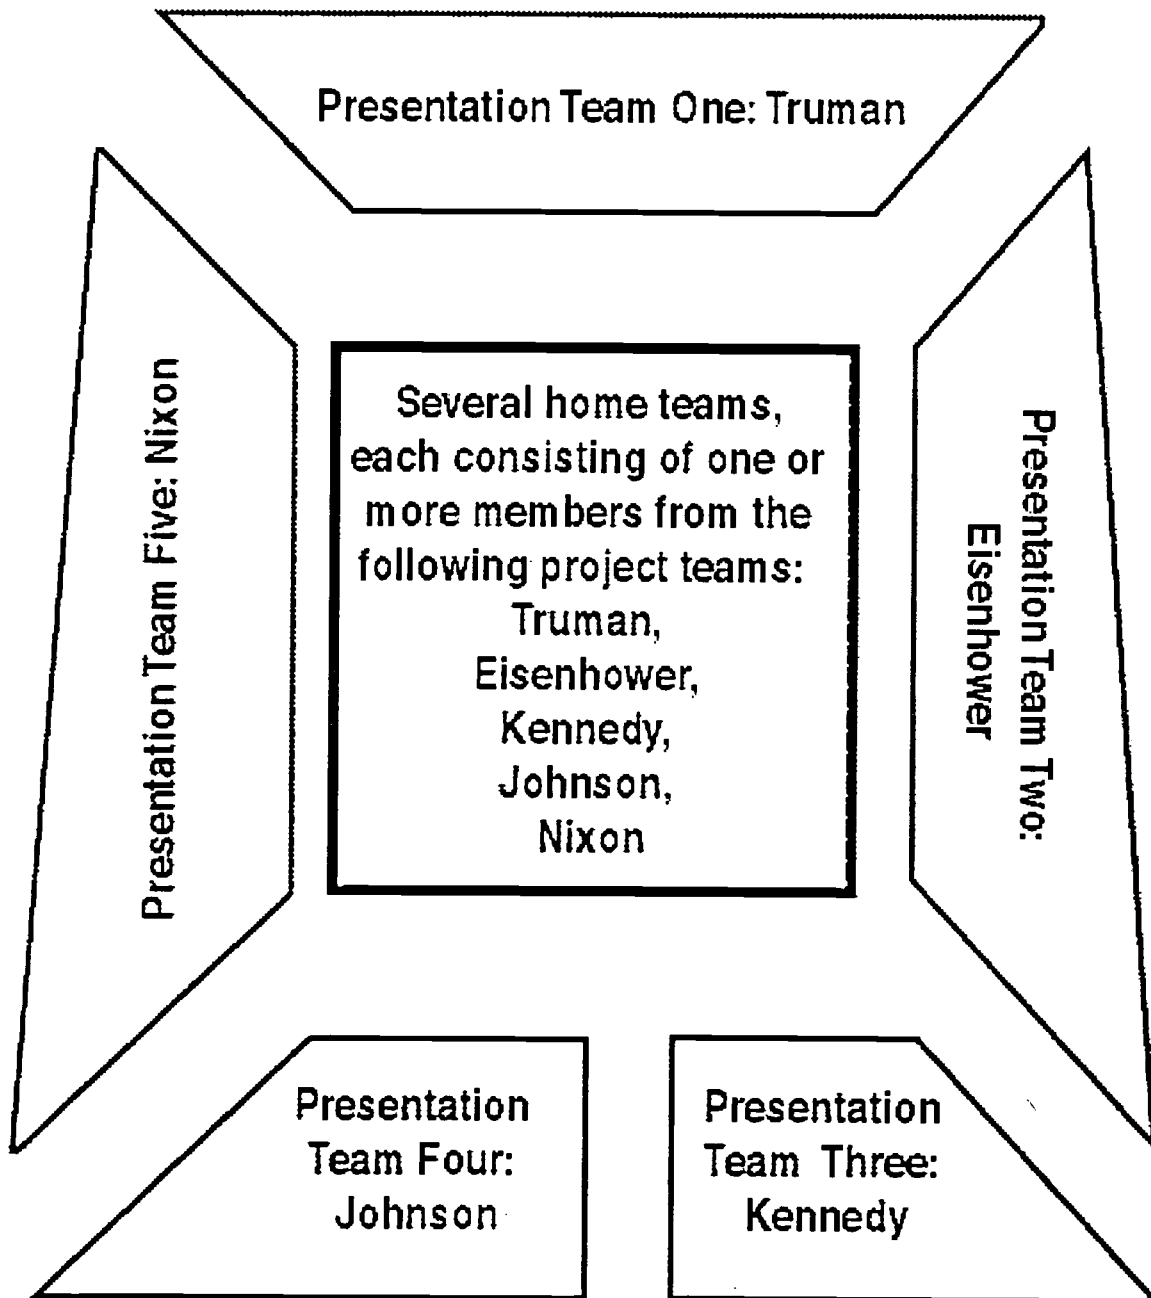 Presentation Team One: Truman
Presentation Team Two:
Eisenhower
Presentation
Team Three:
Kennedy
Presentation
Team Four:
Johnson
Presentation Team Five: Nixon
Several home teams,
each consisting of one or
more members from the
following project teams:
Truman,
Eisenhower,
Kennedy,
Johnson,
Nixon